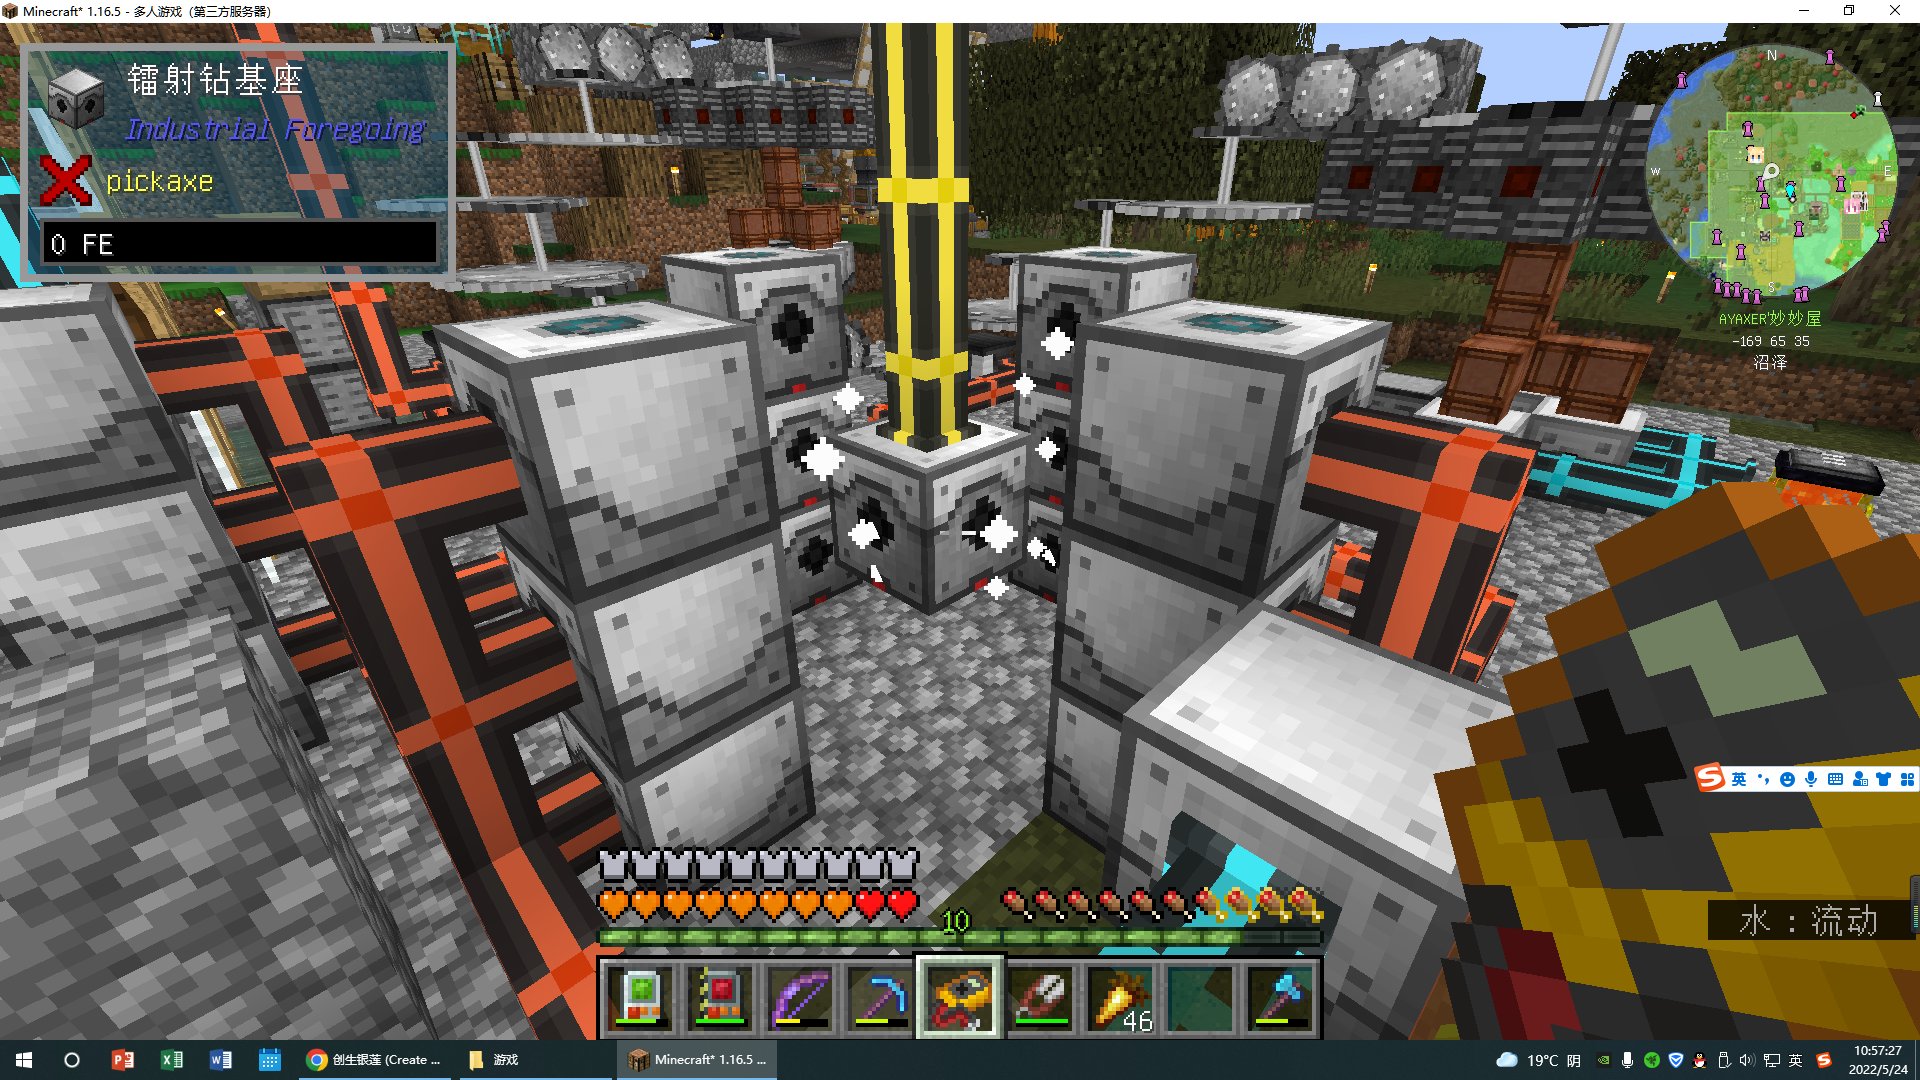 Minecraft* 1.16.5 - 多人游戏（第三方服务器）
镭射钻基座
Industrial Foregoing
pickaxe
0 FE
N
W
E
S
AYAXER'妙妙屋
-169 65 35
沼泽
英
水：流动
10
46
创生银莲 (Create ...
游戏
Minecraft* 1.16.5 ...
19°C 阴
英
10:57:27
2022/5/24